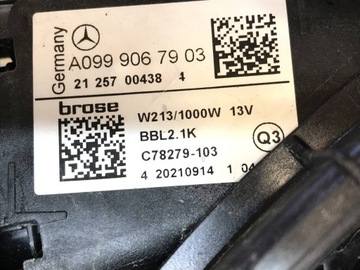 Germany
A099 906 79 03
21 257 00438 4
brose
W213/1000W 13V
BBL2.1K
C78279-103
Q3
4 20210914 1